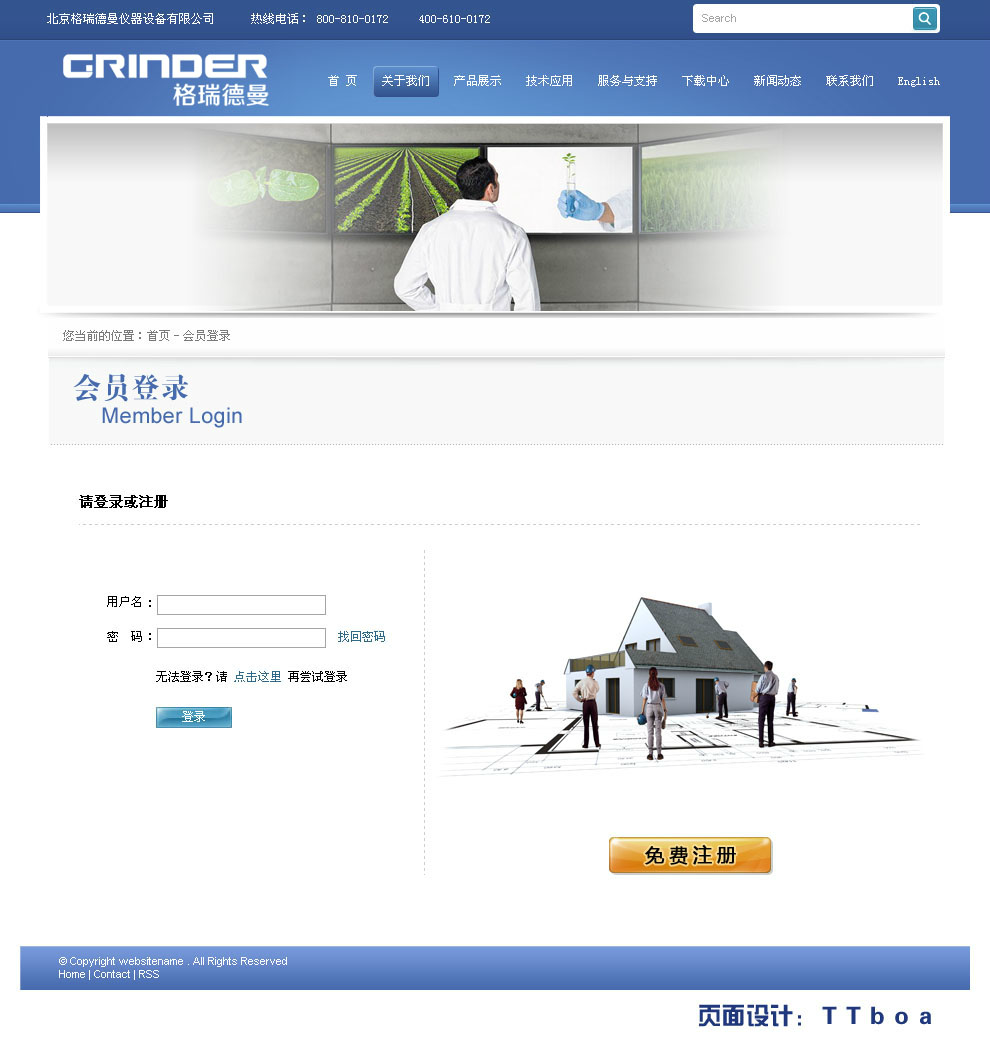 北京格瑞德曼仪器设备有限公司 热线电话： 800-810-0172 400-610-0172 Search
GRINDER
格瑞德曼
首 页 关于我们 产品展示 技术应用 服务与支持 下载中心 新闻动态 联系我们 English
您当前的位置：首页 - 会员登录
会员登录
Member Login
请登录或注册
用户名：
密 码： 找回密码
无法登录？请 点击这里 再尝试登录
登录
免费注册
© Copyright websitename . All Rights Reserved
Home | Contact | RSS
页面设计：TTboa